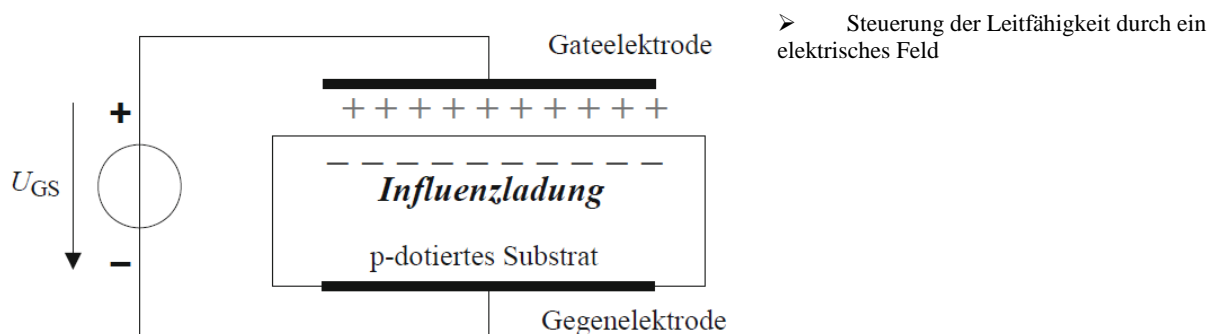 ➢ Steuerung der Leitfähigkeit durch ein
elektrisches Feld
Gateelektrode
+
+ + + + + + + + + +
U_GS
– – – – – – – – – –
Influenzladung
p-dotiertes Substrat
–
Gegenelektrode